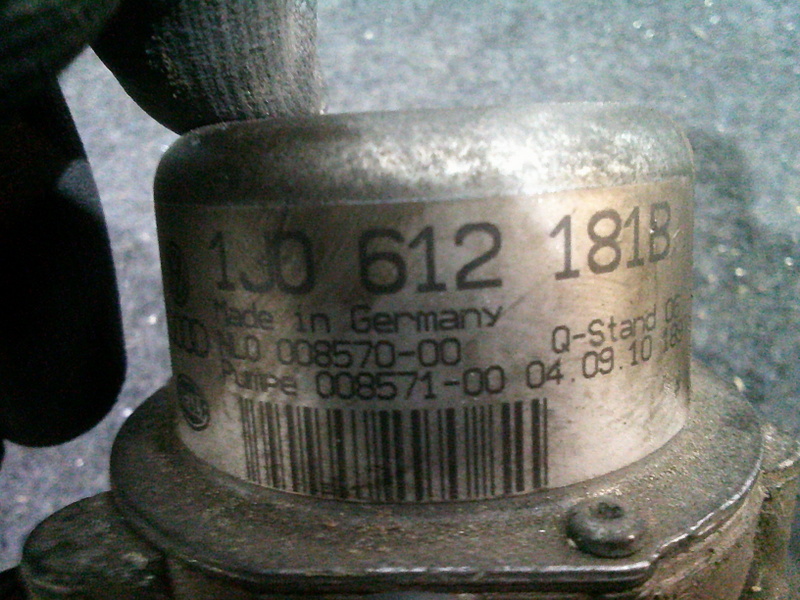 1J0 612 181B
Made in Germany
NLO 008570-00 Q-Stand
Pumpe 008571-00 04.09.10